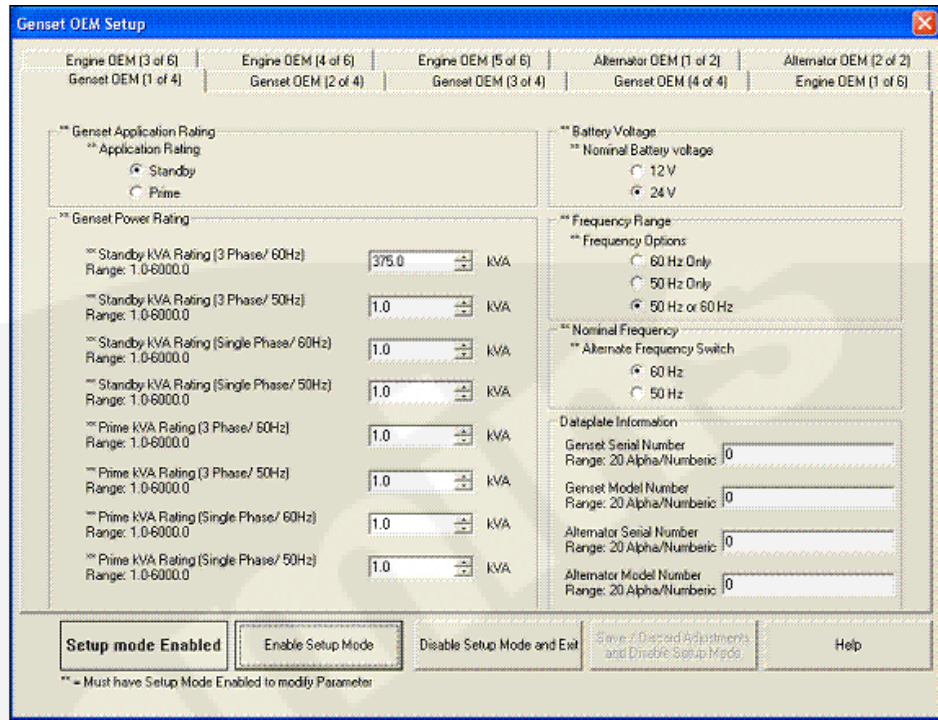 Genset OEM Setup
Engine OEM (3 of 6)
Engine OEM (4 of 6)
Engine OEM (5 of 6)
Alternator OEM (1 of 2)
Alternator OEM (2 of 2)
Genset OEM (1 of 4)
Genset OEM (2 of 4)
Genset OEM (3 of 4)
Genset OEM (4 of 4)
Engine OEM (1 of 6)
** Genset Application Rating
** Application Rating
Standby
Prime
** Genset Power Rating
** Standby kVA Rating (3 Phase/ 60Hz)
Range: 1.0-6000.0
375.0
kVA
** Standby kVA Rating (3 Phase/ 50Hz)
Range: 1.0-6000.0
1.0
kVA
** Standby kVA Rating (Single Phase/ 60Hz)
Range: 1.0-6000.0
1.0
kVA
** Standby kVA Rating (Single Phase/ 50Hz)
Range: 1.0-6000.0
1.0
kVA
** Prime kVA Rating (3 Phase/ 60Hz)
Range: 1.0-6000.0
1.0
kVA
** Prime kVA Rating (3 Phase/ 50Hz)
Range: 1.0-6000.0
1.0
kVA
** Prime kVA Rating (Single Phase/ 60Hz)
Range: 1.0-6000.0
1.0
kVA
** Prime kVA Rating (Single Phase/ 50Hz)
Range: 1.0-6000.0
1.0
kVA
** Battery Voltage
** Nominal Battery voltage
12 V
24 V
** Frequency Range
** Frequency Options
60 Hz Only
50 Hz Only
50 Hz or 60 Hz
** Nominal Frequency
** Alternate Frequency Switch
60 Hz
50 Hz
Dataplate Information
Genset Serial Number
Range: 20 Alpha/Numberic
0
Genset Model Number
Range: 20 Alpha/Numberic
0
Alternator Serial Number
Range: 20 Alpha/Numberic
0
Alternator Model Number
Range: 20 Alpha/Numberic
0
Setup mode Enabled
Enable Setup Mode
Disable Setup Mode and Exit
Save / Discard Adjustments
and Disable Setup Mode
Help
** = Must have Setup Mode Enabled to modify Parameter